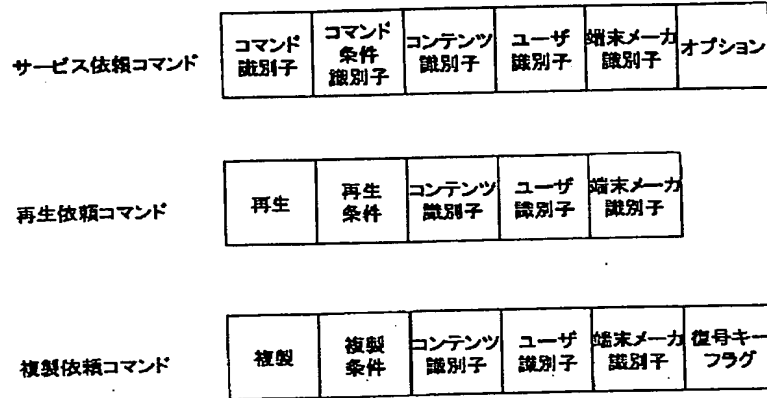 サービス依頼コマンド
コマンド
識別子
コマンド
条件
識別子
コンテンツ
識別子
ユーザ
識別子
端末メーカ
識別子
オプション
再生依頼コマンド
再生
再生
条件
コンテンツ
識別子
ユーザ
識別子
端末メーカ
識別子
複製依頼コマンド
複製
複製
条件
コンテンツ
識別子
ユーザ
識別子
端末メーカ
識別子
復号キー
フラグ